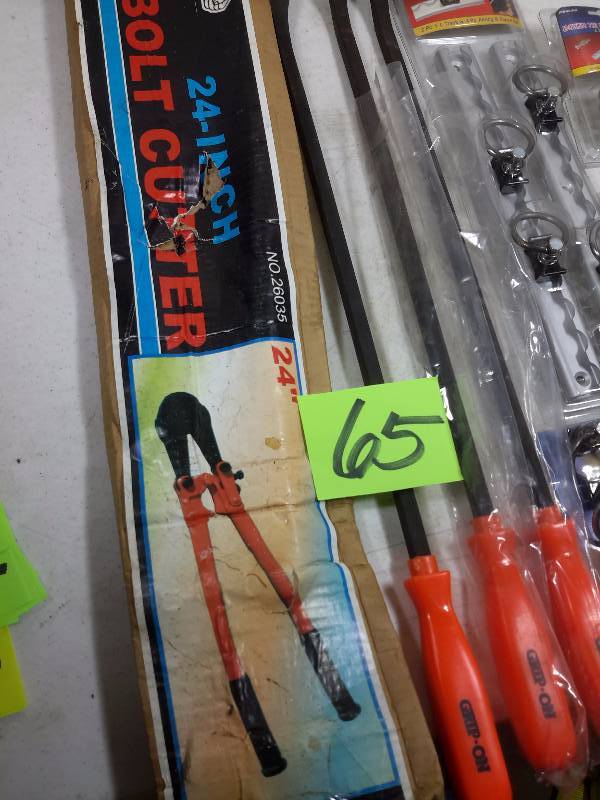 24-INCH
BOLT CUTTER
NO.26035
24"
65
GRIP-ON
GRIP-ON